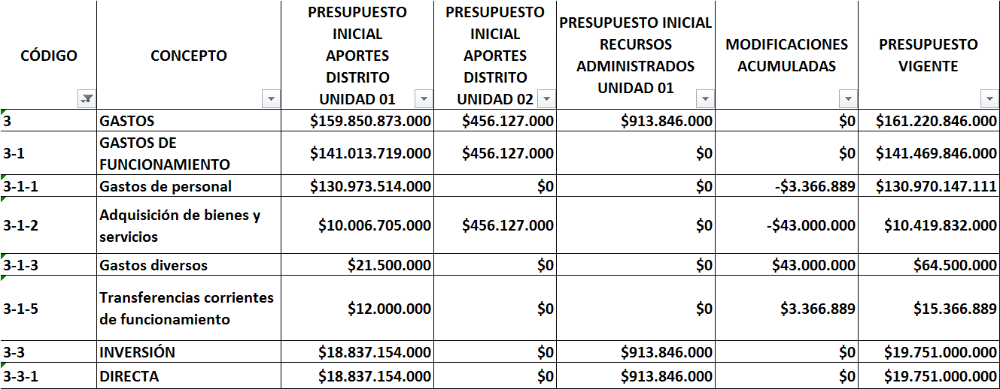 CÓDIGO
CONCEPTO
PRESUPUESTO
INICIAL
APORTES
DISTRITO
UNIDAD 01
PRESUPUESTO
INICIAL
APORTES
DISTRITO
UNIDAD 02
PRESUPUESTO INICIAL
RECURSOS
ADMINISTRADOS
UNIDAD 01
MODIFICACIONES
ACUMULADAS
PRESUPUESTO
VIGENTE
3 GASTOS $159.850.873.000 $456.127.000 $913.846.000 $0 $161.220.846.000
3-1 GASTOS DE
FUNCIONAMIENTO $141.013.719.000 $456.127.000 $0 $0 $141.469.846.000
3-1-1 Gastos de personal $130.973.514.000 $0 $0 -$3.366.889 $130.970.147.111
3-1-2 Adquisición de bienes y
servicios $10.006.705.000 $456.127.000 $0 -$43.000.000 $10.419.832.000
3-1-3 Gastos diversos $21.500.000 $0 $0 $43.000.000 $64.500.000
3-1-5 Transferencias corrientes
de funcionamiento $12.000.000 $0 $0 $3.366.889 $15.366.889
3-3 INVERSIÓN $18.837.154.000 $0 $913.846.000 $0 $19.751.000.000
3-3-1 DIRECTA $18.837.154.000 $0 $913.846.000 $0 $19.751.000.000